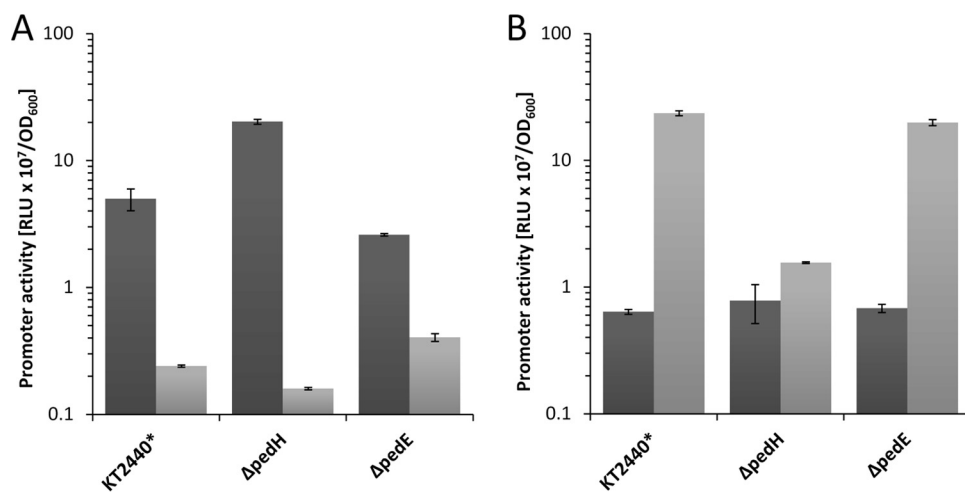 A
Promoter activity [RLU x 10⁷/OD₆₀₀]
100
10
1
0.1
KT2440*
ΔpedH
ΔpedE
B
Promoter activity [RLU x 10⁷/OD₆₀₀]
100
10
1
0.1
KT2440*
ΔpedH
ΔpedE